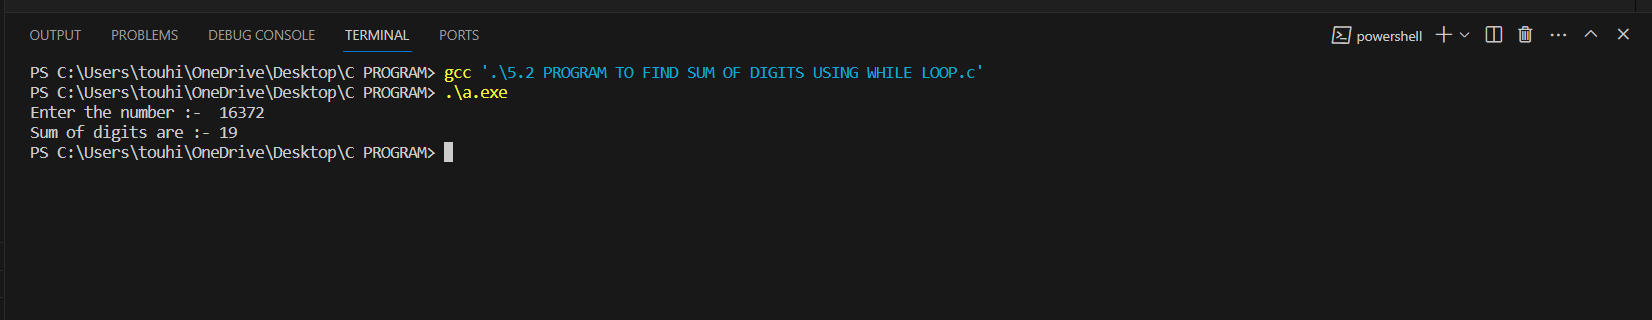 OUTPUT PROBLEMS DEBUG CONSOLE TERMINAL PORTS powershell
PS C:\Users\touhi\OneDrive\Desktop\C PROGRAM> gcc '.\5.2 PROGRAM TO FIND SUM OF DIGITS USING WHILE LOOP.c'
PS C:\Users\touhi\OneDrive\Desktop\C PROGRAM> .\a.exe
Enter the number :-  16372
Sum of digits are :- 19
PS C:\Users\touhi\OneDrive\Desktop\C PROGRAM>